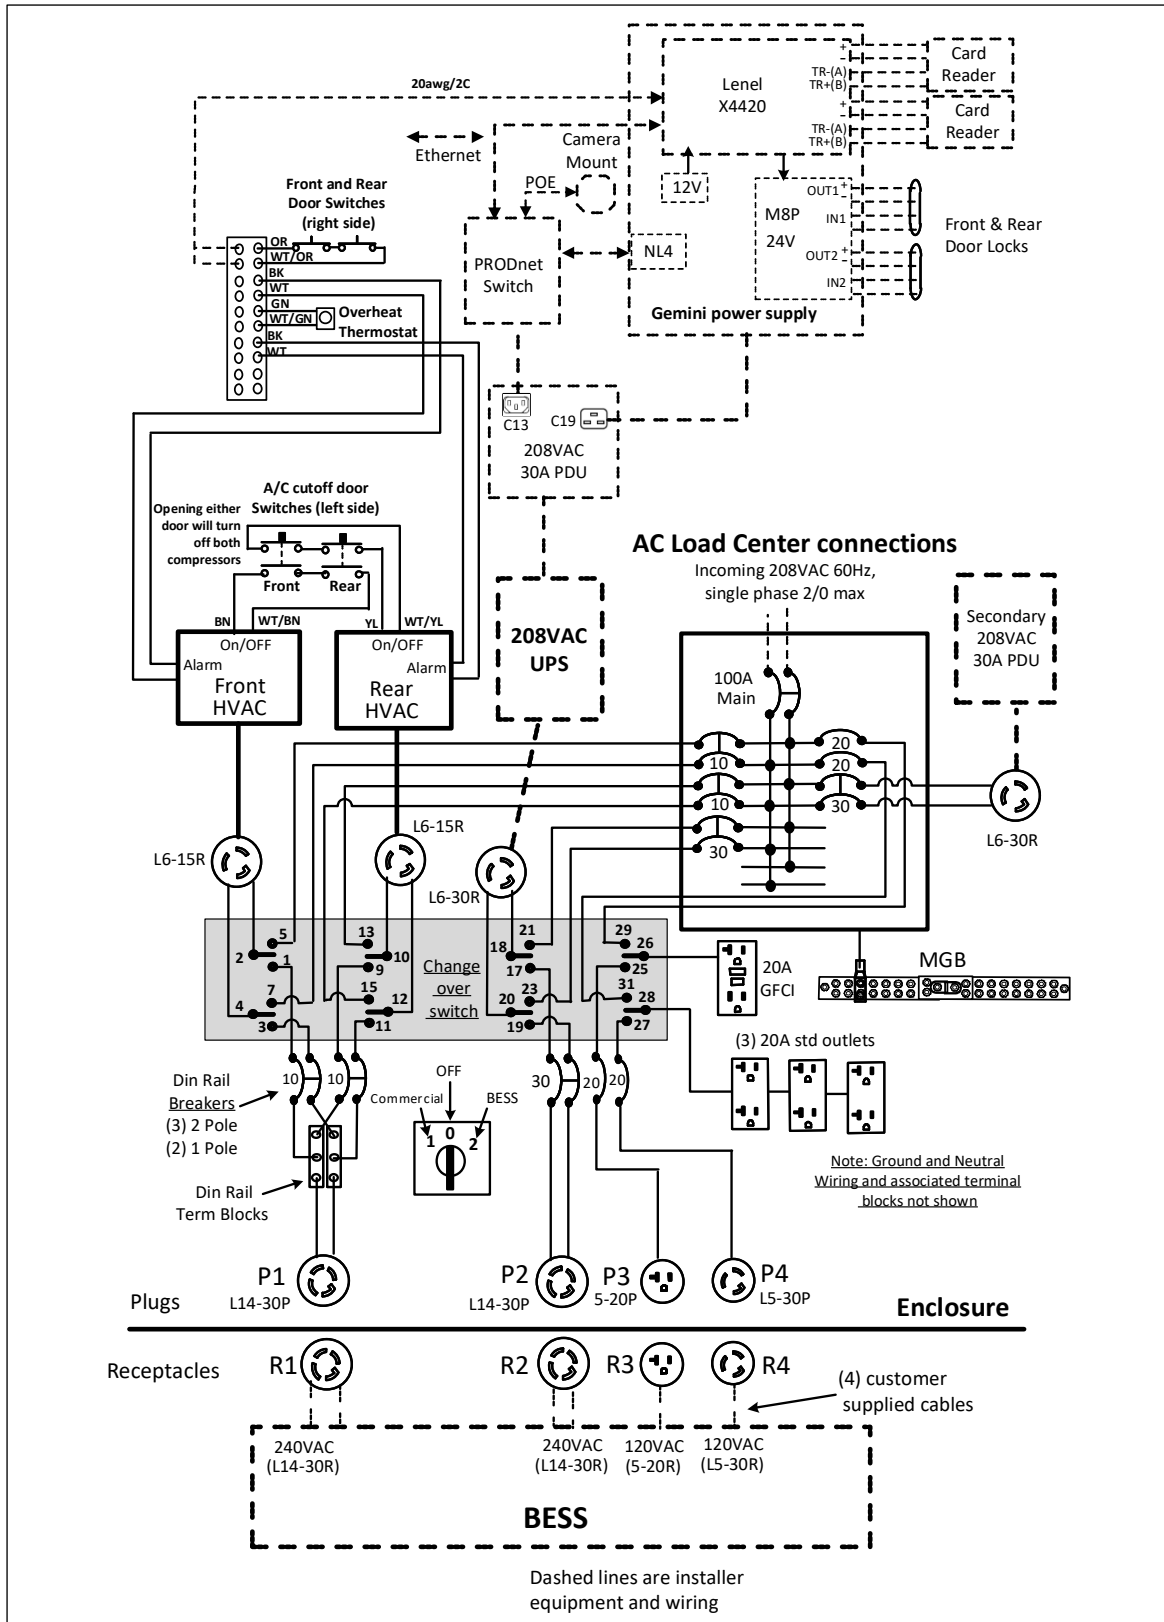 20awg/2C
Ethernet
Camera
Mount
POE
Lenel
X4420
+
−
TR-(A)
TR+(B)
+
−
TR-(A)
TR+(B)
Card
Reader
Card
Reader
12V
M8P
24V
OUT1
+
−
IN1
OUT2
+
−
IN2
Front & Rear
Door Locks
NL4
Gemini power supply
PRODnet
Switch
Front and Rear
Door Switches
(right side)
OR
WT/OR
BK
WT
GN
WT/GN
BK
WT
Overheat
Thermostat
C13
C19
208VAC
30A PDU
A/C cutoff door
Switches (left side)
Opening either
door will turn
off both
compressors
Front
Rear
BN
WT/BN
YL
WT/YL
On/OFF
Alarm
Front
HVAC
On/OFF
Alarm
Rear
HVAC
208VAC
UPS
AC Load Center connections
Incoming 208VAC 60Hz,
single phase 2/0 max
100A
Main
10
10
30
20
20
30
Secondary
208VAC
30A PDU
L6-30R
L6-15R
L6-15R
L6-30R
5
2
1
7
4
3
13
10
9
15
12
11
Change
over
switch
21
18
17
23
20
19
29
26
25
31
28
27
20A
GFCI
MGB
(3) 20A std outlets
Note: Ground and Neutral
Wiring and associated terminal
blocks not shown
Din Rail
Breakers
(3) 2 Pole
(2) 1 Pole
10
10
30
20
20
OFF
Commercial
BESS
1
0
2
Din Rail
Term Blocks
P1
L14-30P
P2
L14-30P
P3
5-20P
P4
L5-30P
Plugs
Enclosure
Receptacles
R1
R2
R3
R4
(4) customer
supplied cables
240VAC
(L14-30R)
240VAC
(L14-30R)
120VAC
(5-20R)
120VAC
(L5-30R)
BESS
Dashed lines are installer
equipment and wiring